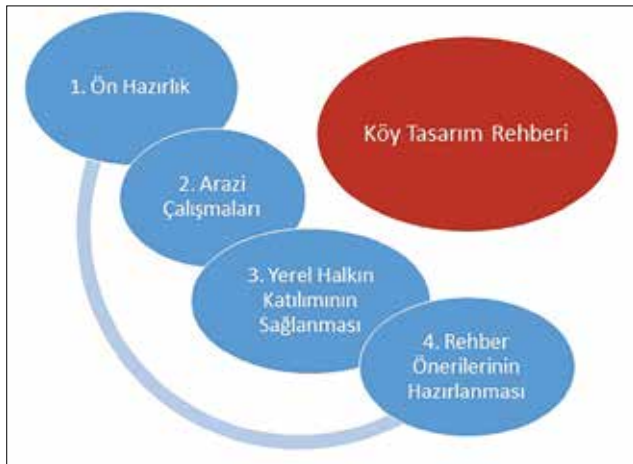 1. Ön Hazırlık
Köy Tasarım Rehberi
2. Arazi
Çalışmaları
3. Yerel Halkın
Katılımının
Sağlanması
4. Rehber
Önerilerinin
Hazırlanması